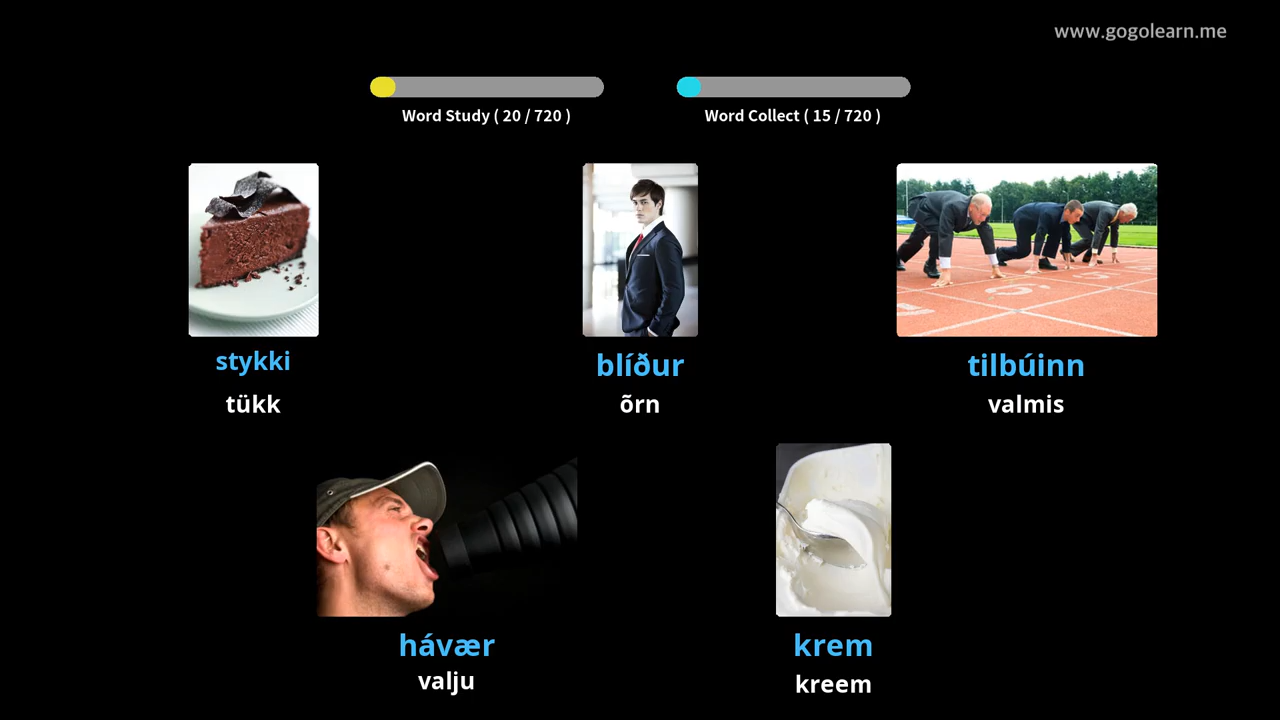 www.gogolearn.me
Word Study ( 20 / 720 )
Word Collect ( 15 / 720 )
stykki
blíður
tilbúinn
tükk
õrn
valmis
hávær
krem
valju
kreem